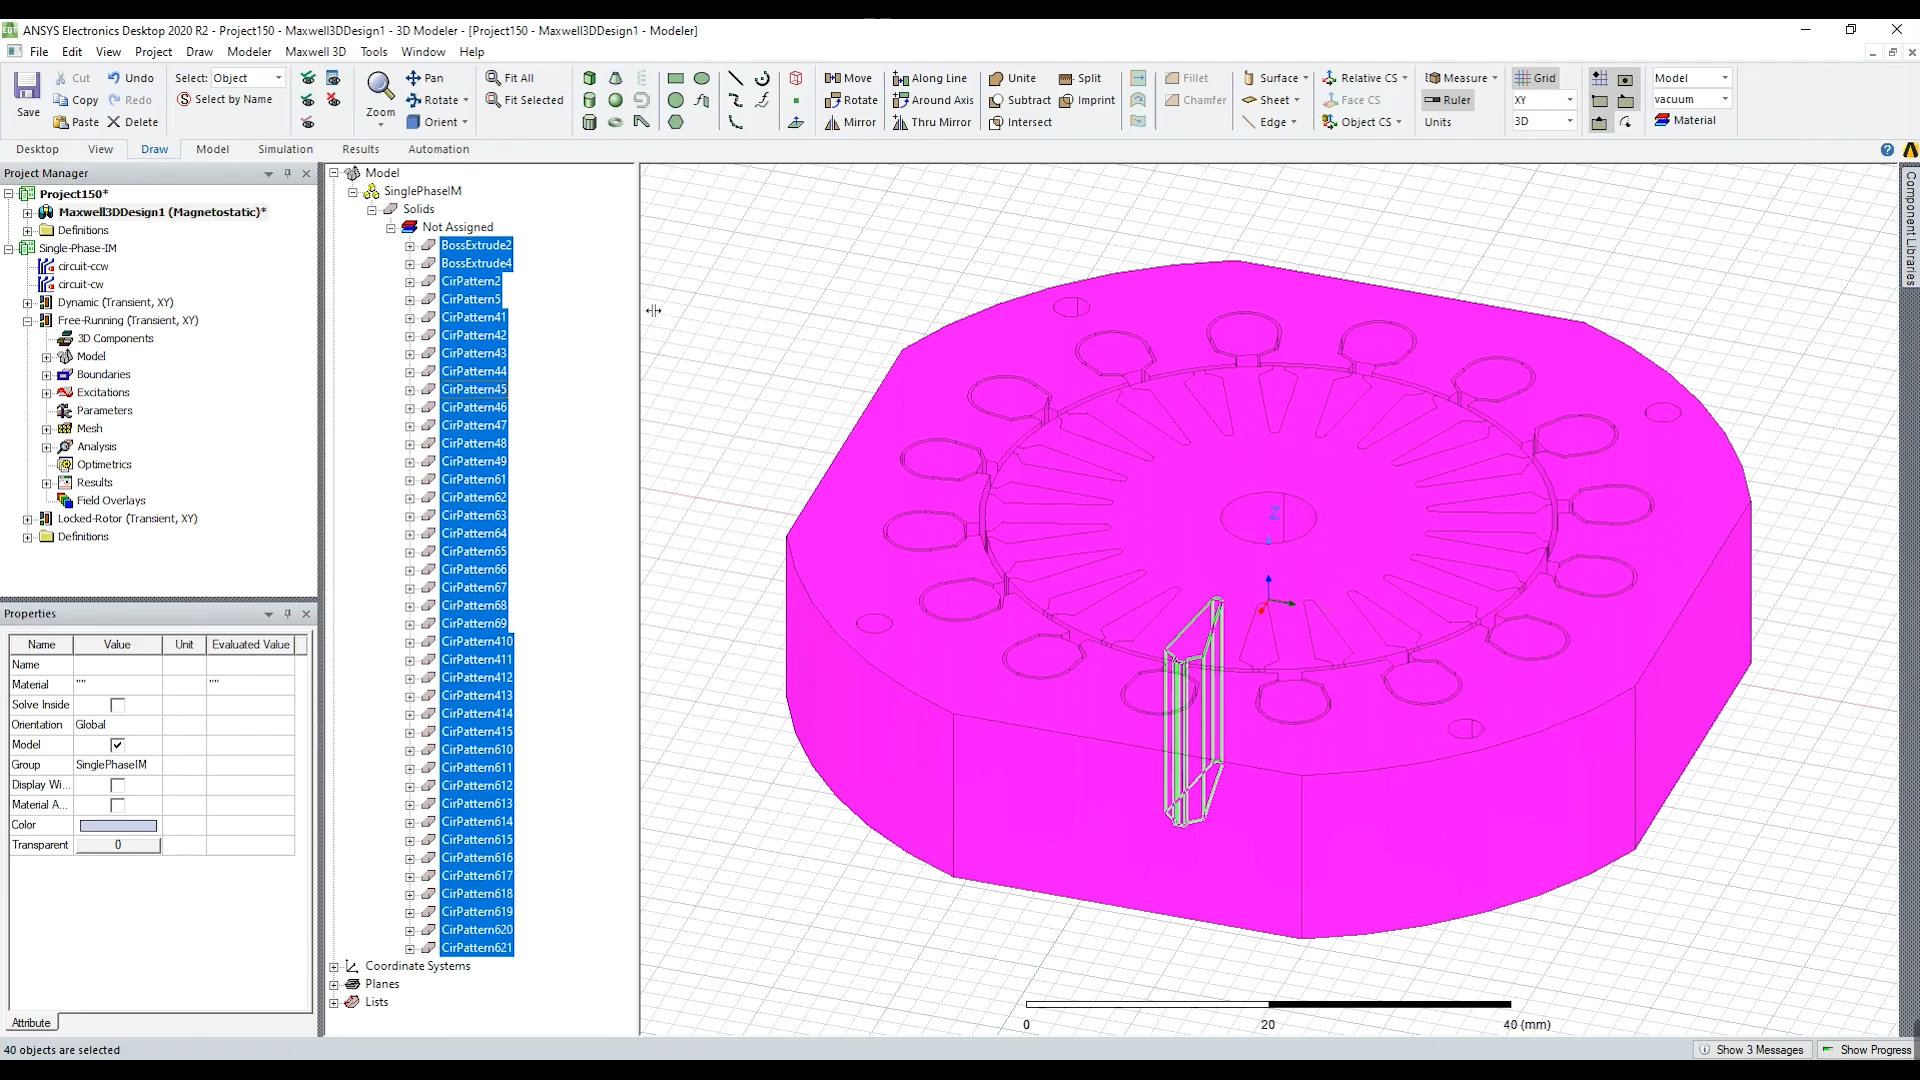 ANSYS Electronics Desktop 2020 R2 - Project150 - Maxwell3DDesign1 - 3D Modeler - [Project150 - Maxwell3DDesign1 - Modeler]
File Edit View Project Draw Modeler Maxwell 3D Tools Window Help
Save
Cut Undo
Copy Redo
Paste Delete
Select: Object
Select by Name
Zoom
Pan
Rotate
Orient
Fit All
Fit Selected
Move Along Line
Rotate Around Axis
Mirror Thru Mirror
Unite Split
Subtract Imprint
Intersect
Fillet
Chamfer
Surface
Sheet
Edge
Relative CS
Face CS
Object CS
Measure
Ruler
Units
Grid
XY
3D
Model
vacuum
Material
Desktop View Draw Model Simulation Results Automation
Project Manager
Project150*
Maxwell3DDesign1 (Magnetostatic)*
Definitions
Single-Phase-IM
circuit-ccw
circuit-cw
Dynamic (Transient, XY)
Free-Running (Transient, XY)
3D Components
Model
Boundaries
Excitations
Parameters
Mesh
Analysis
Optimetrics
Results
Field Overlays
Locked-Rotor (Transient, XY)
Definitions
Properties
Name Value Unit Evaluated Value
Name
Material "" ""
Solve Inside
Orientation Global
Model
Group SinglePhaseIM
Display Wi...
Material A...
Color
Transparent 0
Attribute
Model
SinglePhaseIM
Solids
Not Assigned
BossExtrude2
BossExtrude4
CirPattern2
CirPattern5
CirPattern41
CirPattern42
CirPattern43
CirPattern44
CirPattern45
CirPattern46
CirPattern47
CirPattern48
CirPattern49
CirPattern61
CirPattern62
CirPattern63
CirPattern64
CirPattern65
CirPattern66
CirPattern67
CirPattern68
CirPattern69
CirPattern410
CirPattern411
CirPattern412
CirPattern413
CirPattern414
CirPattern415
CirPattern610
CirPattern611
CirPattern612
CirPattern613
CirPattern614
CirPattern615
CirPattern616
CirPattern617
CirPattern618
CirPattern619
CirPattern620
CirPattern621
Coordinate Systems
Planes
Lists
Z
0 20 40 (mm)
Component Libraries
40 objects are selected
Show 3 Messages
Show Progress